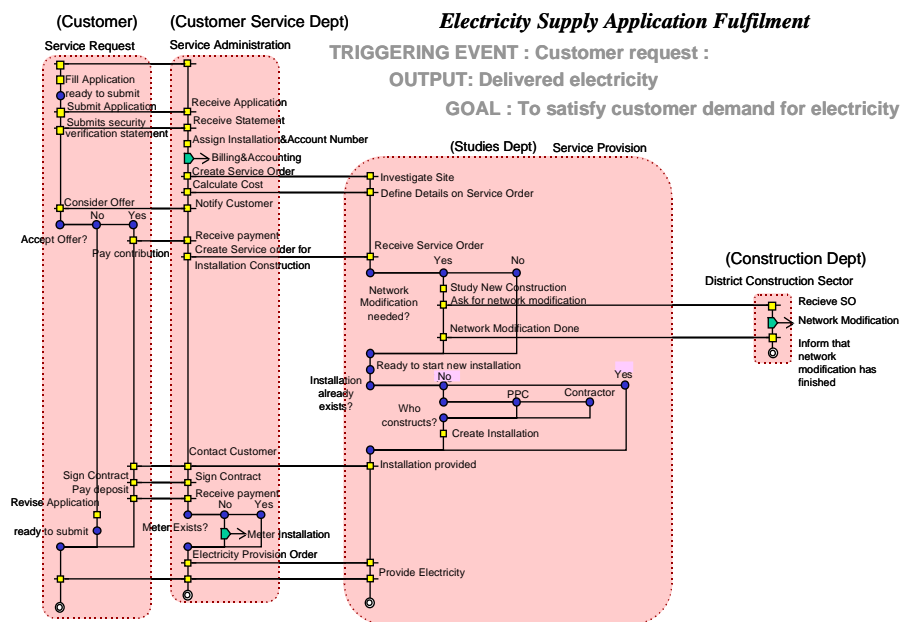 (Customer)
(Customer Service Dept)
Electricity Supply Application Fulfilment
Service Request
Service Administration
TRIGGERING EVENT : Customer request :
OUTPUT: Delivered electricity
GOAL : To satisfy customer demand for electricity
Fill Application
ready to submit
Submit Application
Receive Application
Submits security
verification statement
Receive Statement
Assign Installation&Account Number
Billing&Accounting
(Studies Dept)
Service Provision
Create Service Order
Investigate Site
Calculate Cost
Define Details on Service Order
Consider Offer
Notify Customer
No
Yes
Accept Offer?
Receive payment
Pay contribution
Create Service order for
Installation Construction
Receive Service Order
Yes
No
(Construction Dept)
District Construction Sector
Network
Modification
needed?
Study New Construction
Ask for network modification
Recieve SO
Network Modification
Network Modification Done
Inform that
network
modification has
finished
Ready to start new installation
Installation
already
exists?
No
Yes
PPC
Contractor
Who
constructs?
Create Installation
Contact Customer
Installation provided
Sign Contract
Sign Contract
Pay deposit
Receive payment
Revise Application
No
Yes
ready to submit
Meter Exists?
Meter Installation
Electricity Provision Order
Provide Electricity